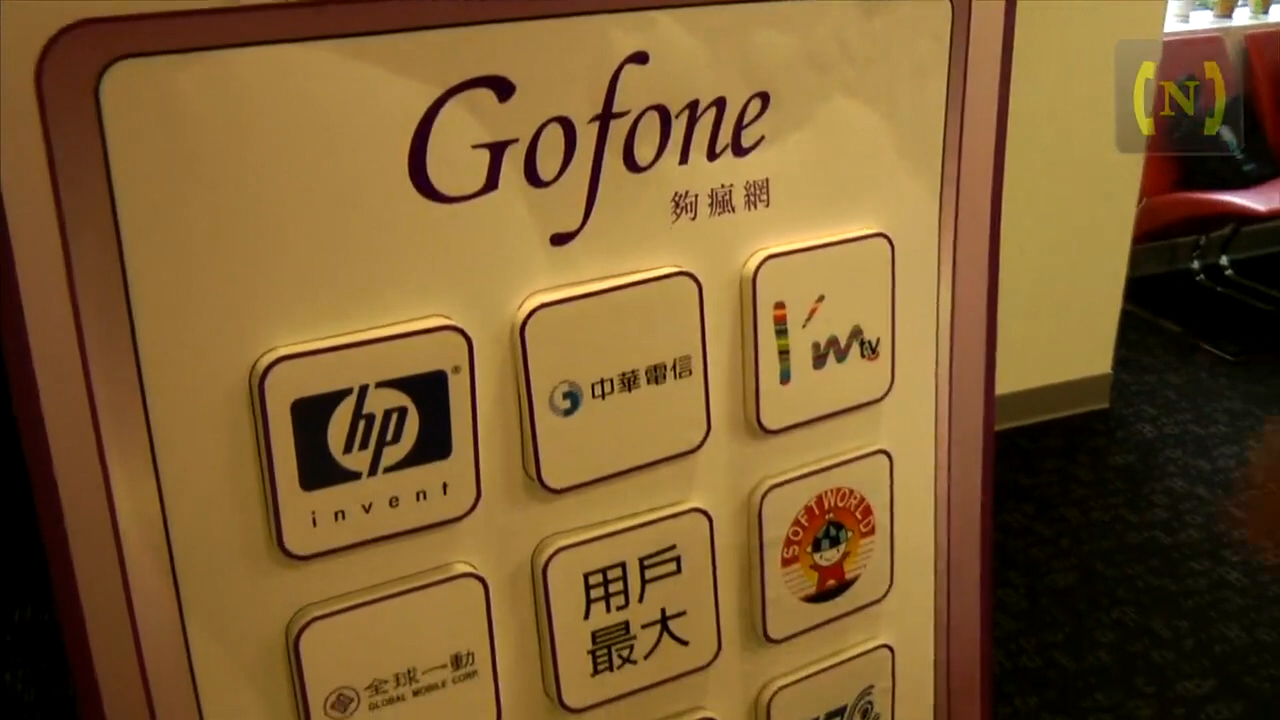 Gofone
夠瘋網
(N)
hp
invent
中華電信
I'm tv
SOFTWORLD
用戶
最大
全球一動
GLOBAL MOBILE CORP.